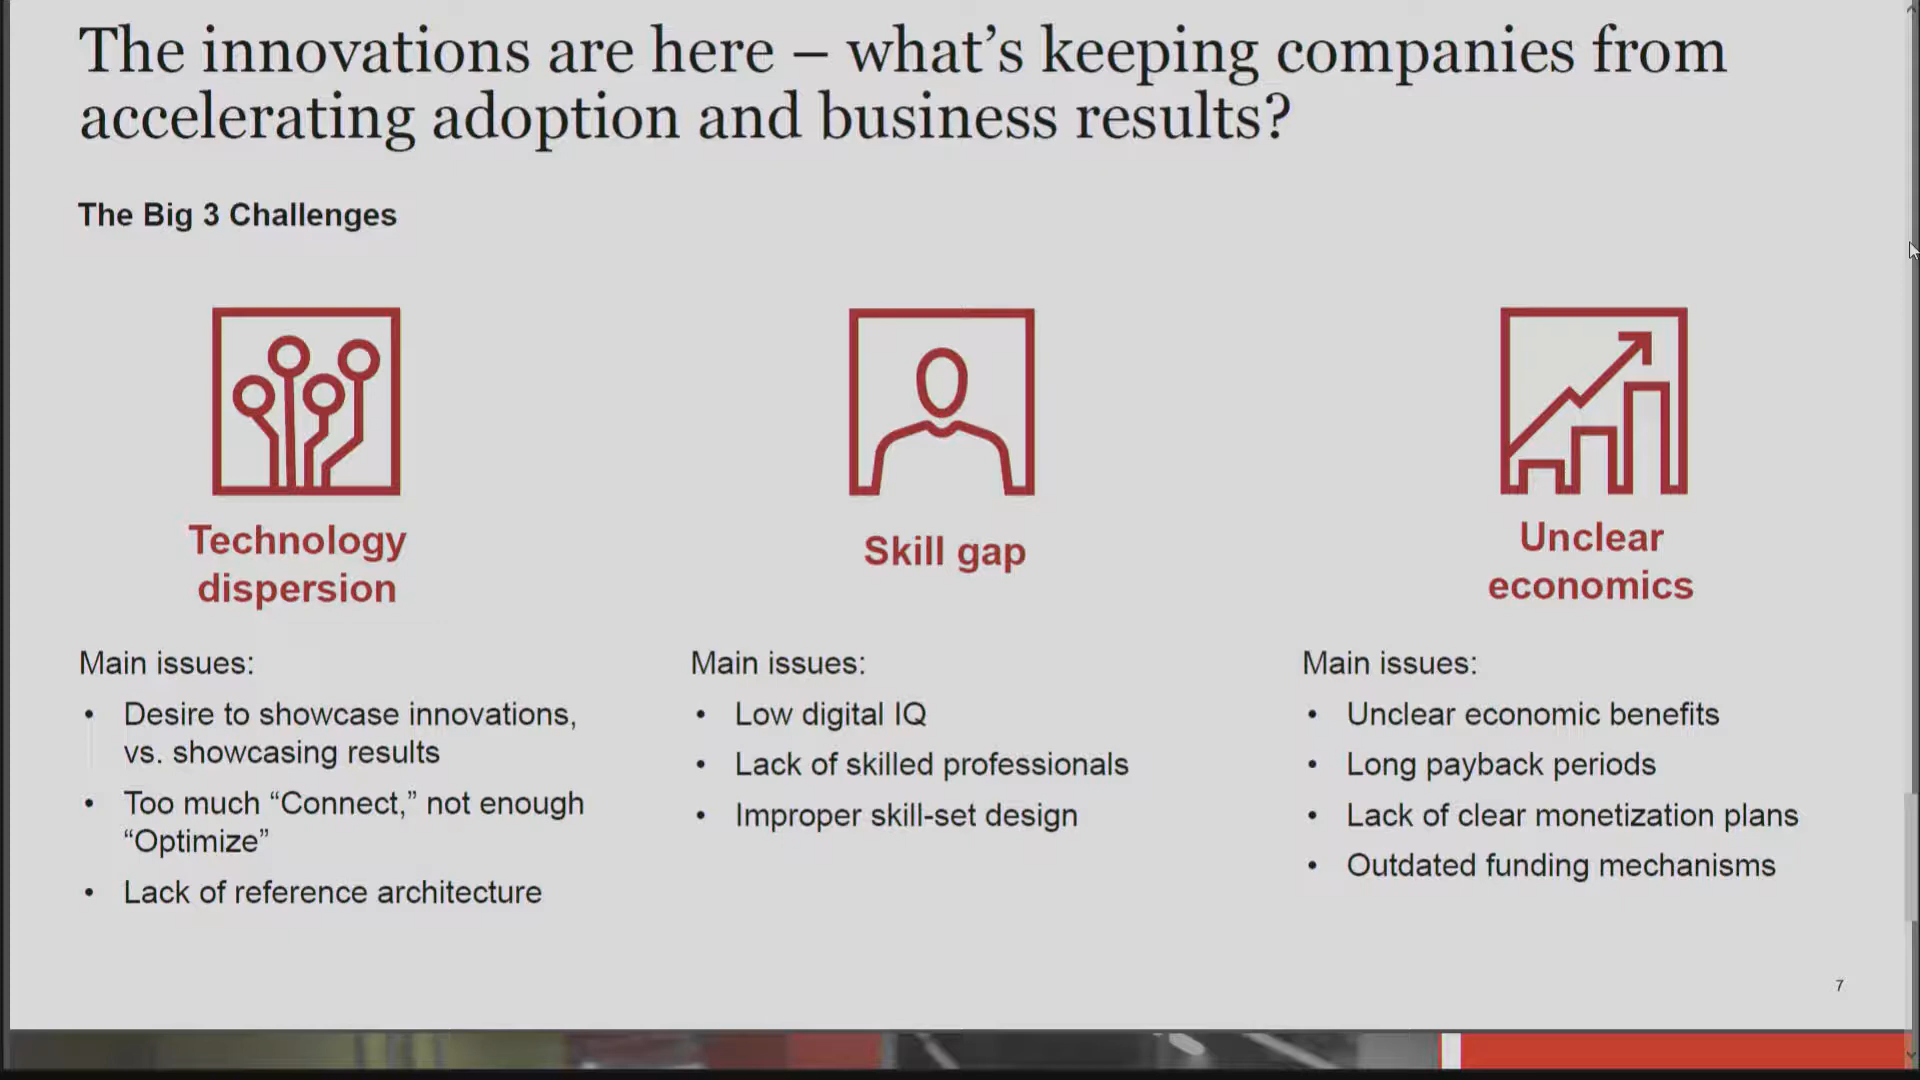 The innovations are here – what’s keeping companies from
accelerating adoption and business results?
The Big 3 Challenges
Technology
dispersion
Main issues:
• Desire to showcase innovations,
vs. showcasing results
• Too much “Connect,” not enough
“Optimize”
• Lack of reference architecture
Skill gap
Main issues:
• Low digital IQ
• Lack of skilled professionals
• Improper skill-set design
Unclear
economics
Main issues:
• Unclear economic benefits
• Long payback periods
• Lack of clear monetization plans
• Outdated funding mechanisms
7